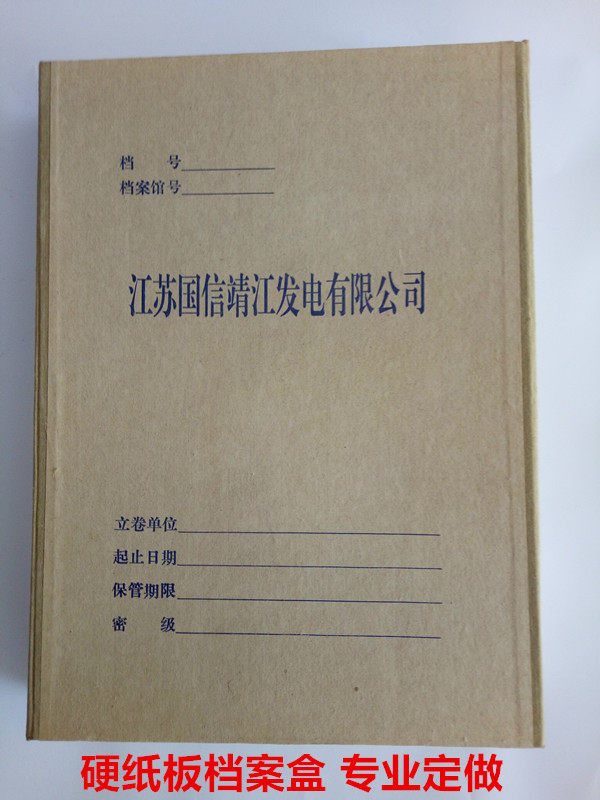 档 号
档案馆号
江苏国信靖江发电有限公司
立卷单位
起止日期
保管期限
密 级
硬纸板档案盒 专业定做